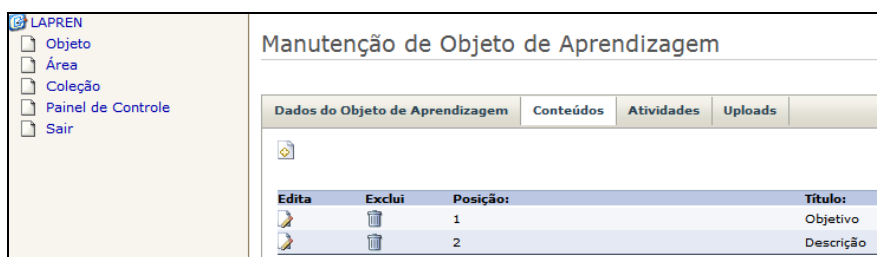 LAPREN
Objeto
Área
Coleção
Painel de Controle
Sair
Manutenção de Objeto de Aprendizagem
Dados do Objeto de Aprendizagem Conteúdos Atividades Uploads
Edita Exclui Posição: Título:
1 Objetivo
2 Descrição